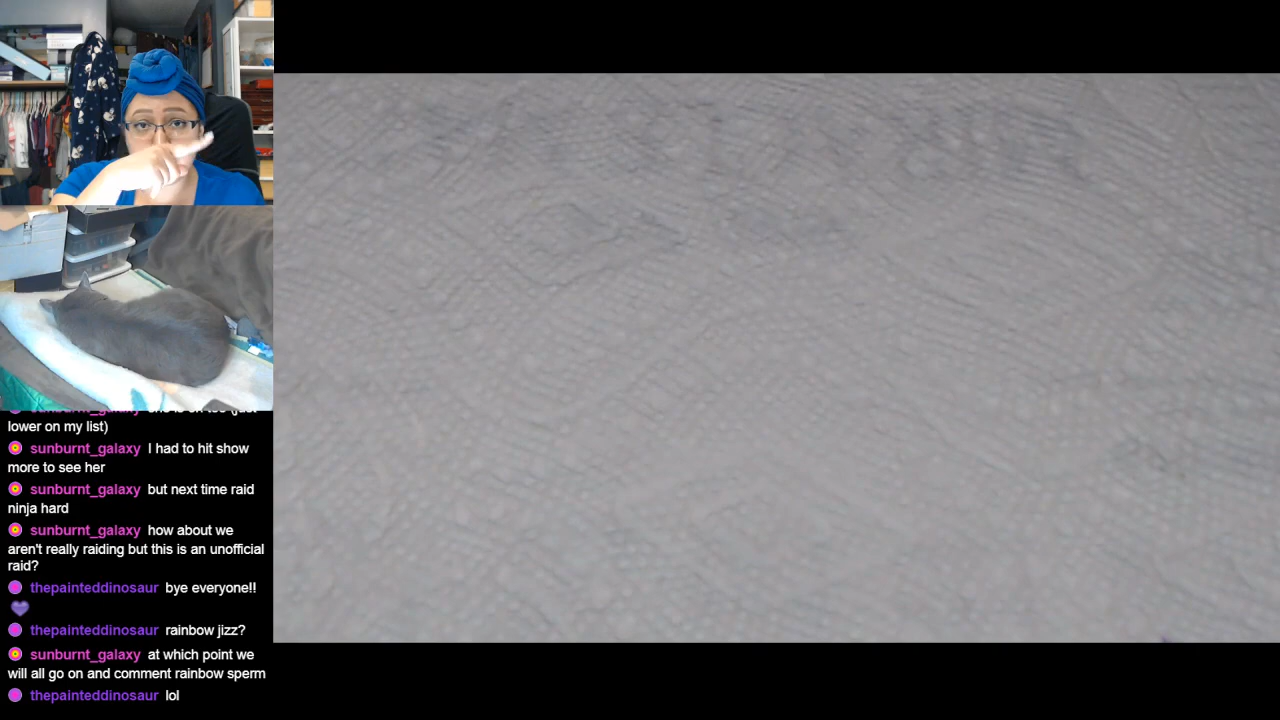 lower on my list)
sunburnt_galaxy I had to hit show
more to see her
sunburnt_galaxy but next time raid
ninja hard
sunburnt_galaxy how about we
aren't really raiding but this is an unofficial
raid?
thepainteddinosaur bye everyone!!
thepainteddinosaur rainbow jizz?
sunburnt_galaxy at which point we
will all go on and comment rainbow sperm
thepainteddinosaur lol